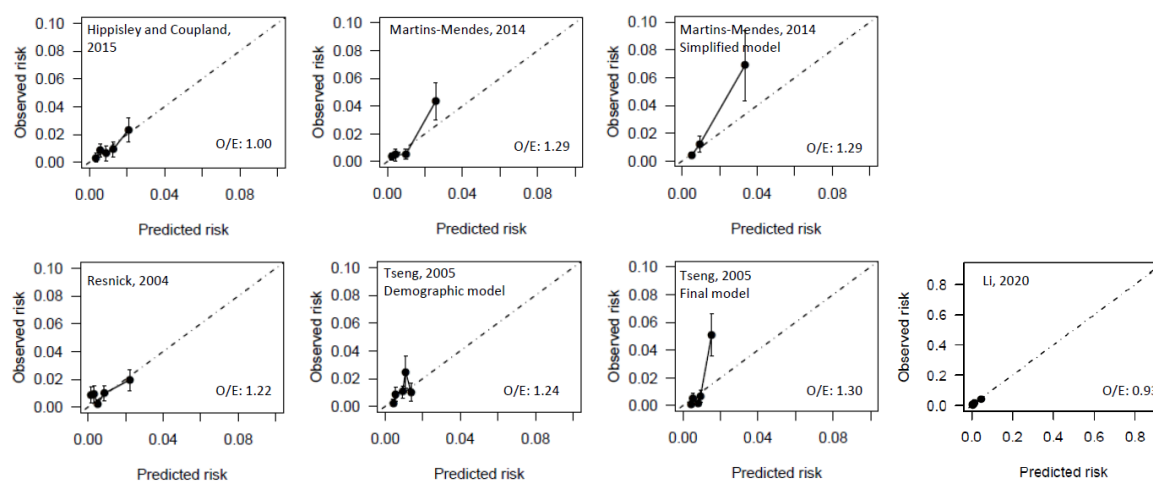 Hippisley and Coupland,
2015
Observed risk
0.10
0.08
0.06
0.04
0.02
0.00
O/E: 1.00
0.00
0.04
0.08
Predicted risk
Martins-Mendes, 2014
Observed risk
0.10
0.08
0.06
0.04
0.02
0.00
O/E: 1.29
0.00
0.04
0.08
Predicted risk
Martins-Mendes, 2014
Simplified model
Observed risk
0.10
0.08
0.06
0.04
0.02
0.00
O/E: 1.29
0.00
0.04
0.08
Predicted risk
Resnick, 2004
Observed risk
0.10
0.08
0.06
0.04
0.02
0.00
O/E: 1.22
0.00
0.04
0.08
Predicted risk
Tseng, 2005
Demographic model
Observed risk
0.10
0.08
0.06
0.04
0.02
0.00
O/E: 1.24
0.00
0.04
0.08
Predicted risk
Tseng, 2005
Final model
Observed risk
0.10
0.08
0.06
0.04
0.02
0.00
O/E: 1.30
0.00
0.04
0.08
Predicted risk
Li, 2020
Observed risk
0.8
0.6
0.4
0.2
0.0
O/E: 0.93
0.0
0.2
0.4
0.6
0.8
Predicted risk